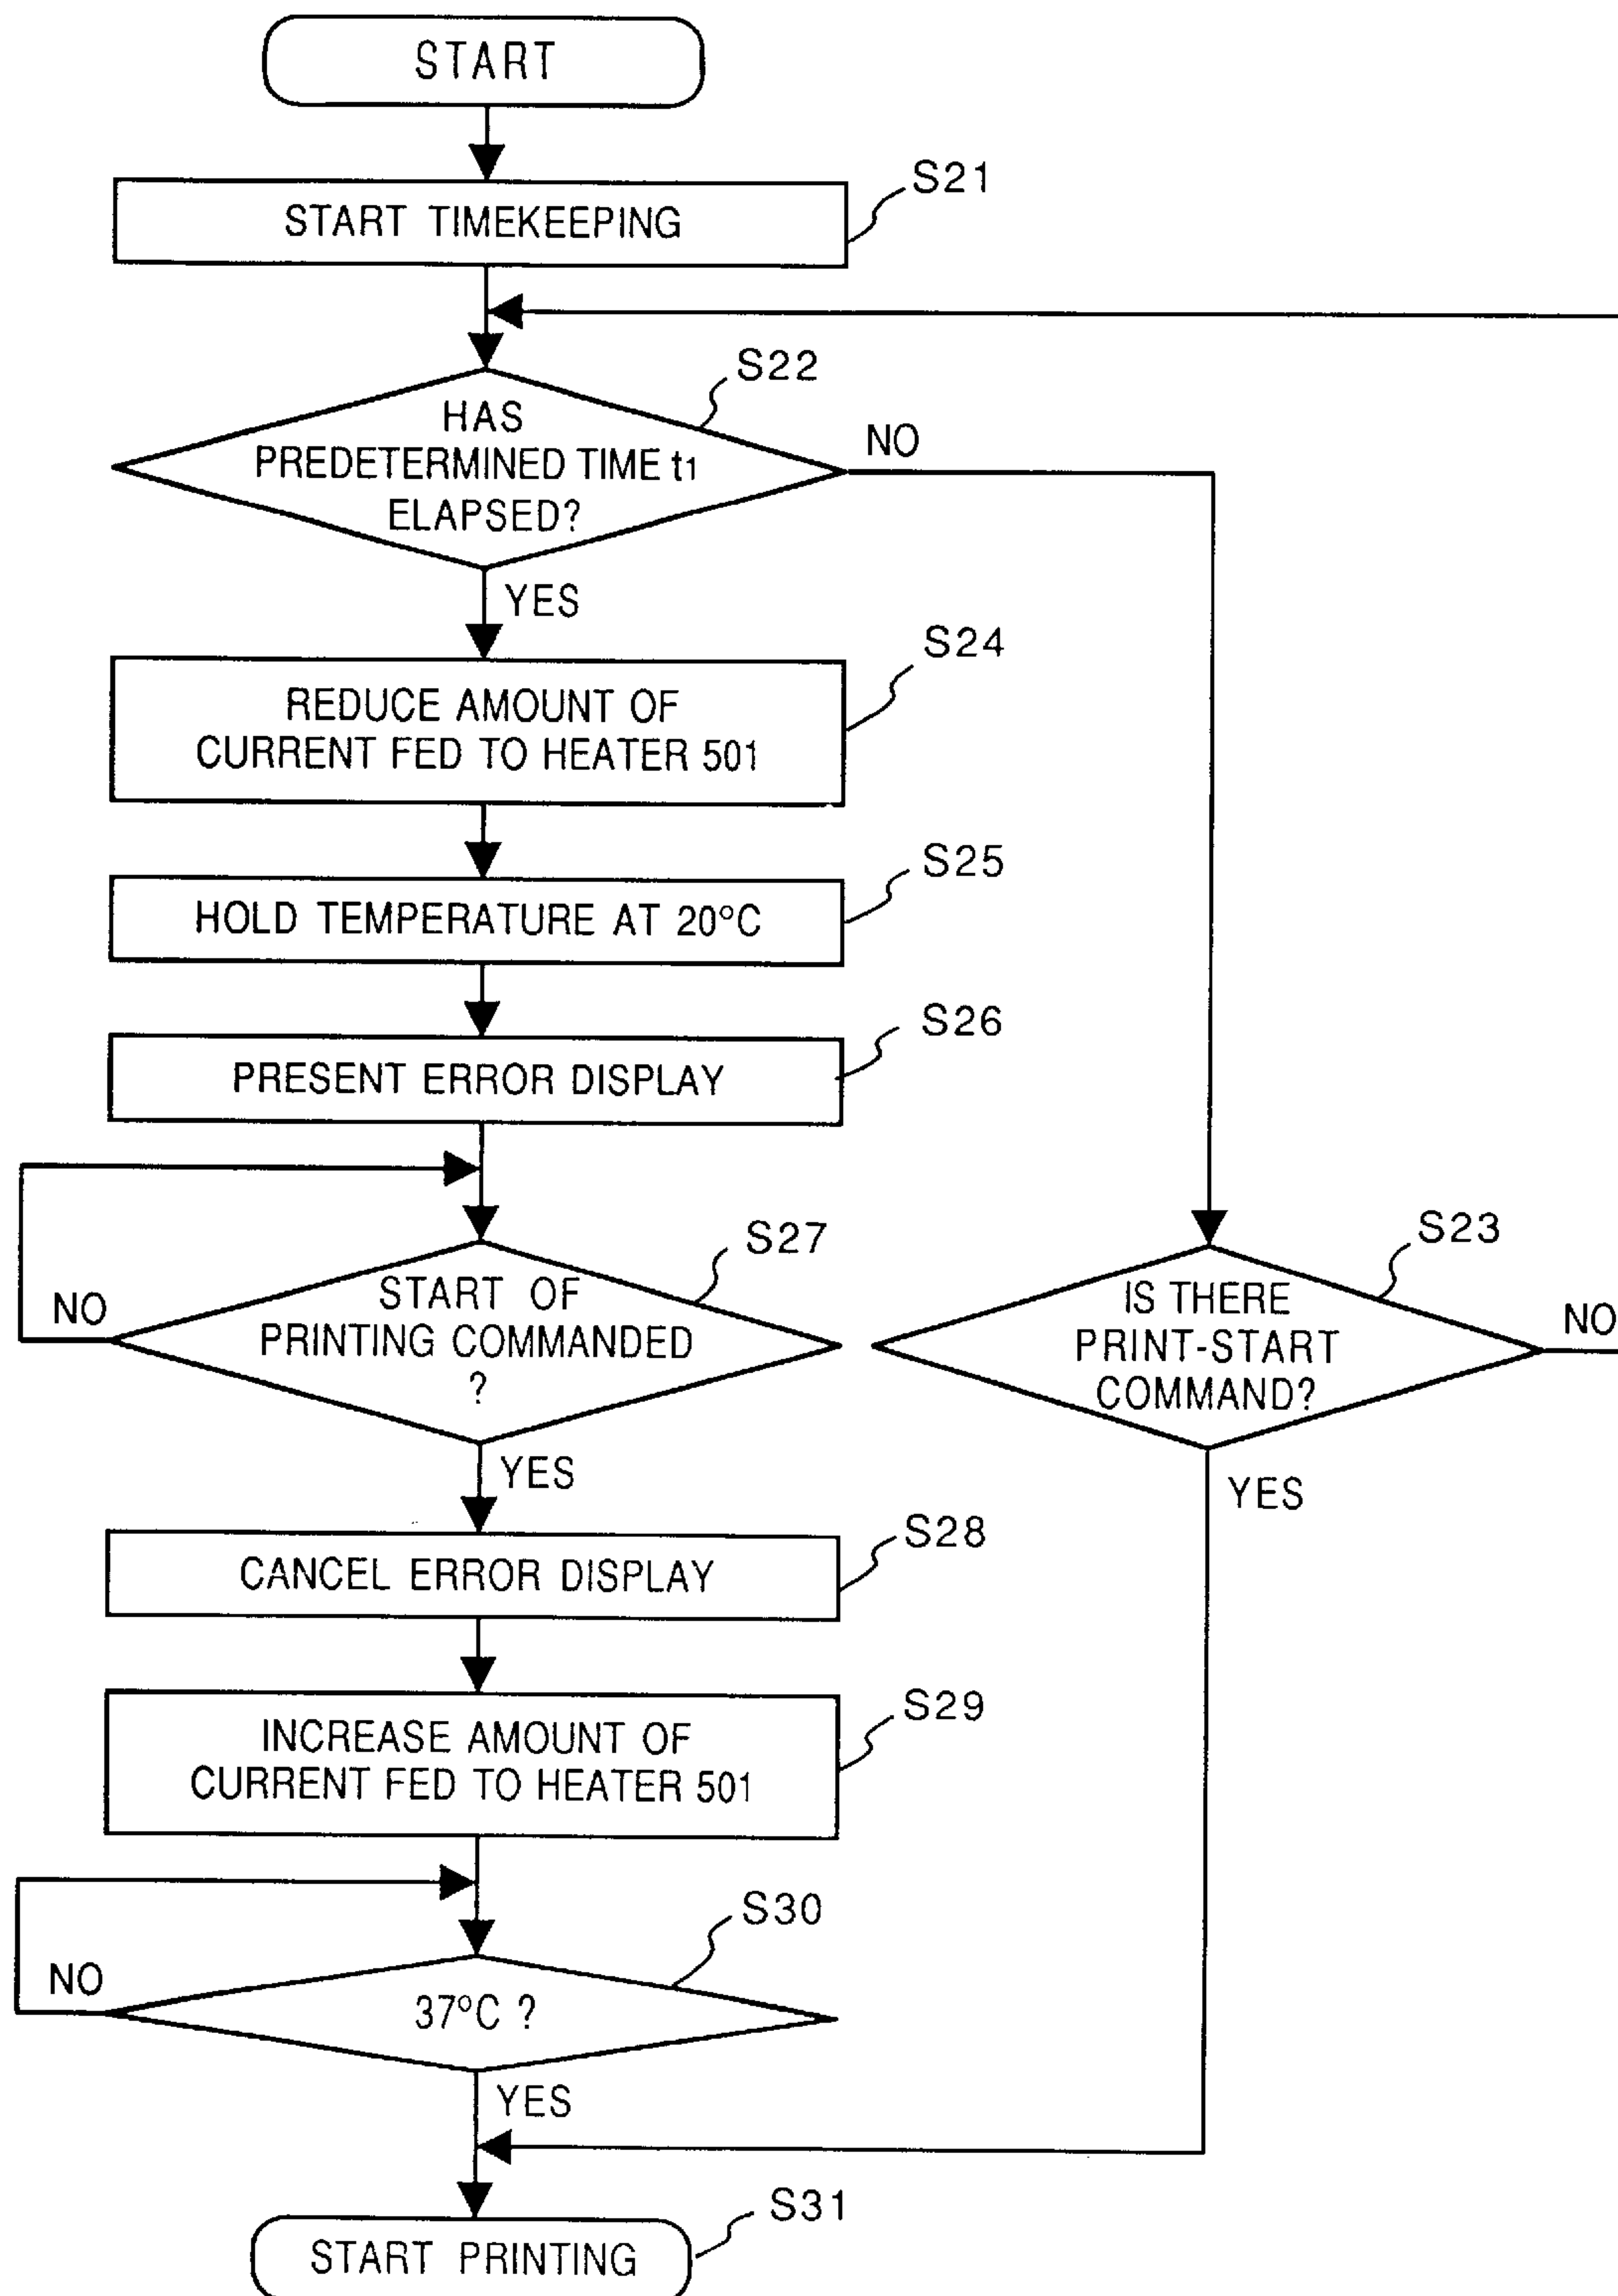 START
START TIMEKEEPING
S21
S22
HAS
PREDETERMINED TIME t1
ELAPSED?
NO
YES
S24
REDUCE AMOUNT OF
CURRENT FED TO HEATER 501
S25
HOLD TEMPERATURE AT 20°C
S26
PRESENT ERROR DISPLAY
S27
START OF
PRINTING COMMANDED
?
NO
YES
S23
IS THERE
PRINT-START
COMMAND?
NO
YES
S28
CANCEL ERROR DISPLAY
S29
INCREASE AMOUNT OF
CURRENT FED TO HEATER 501
S30
37°C ?
NO
YES
S31
START PRINTING